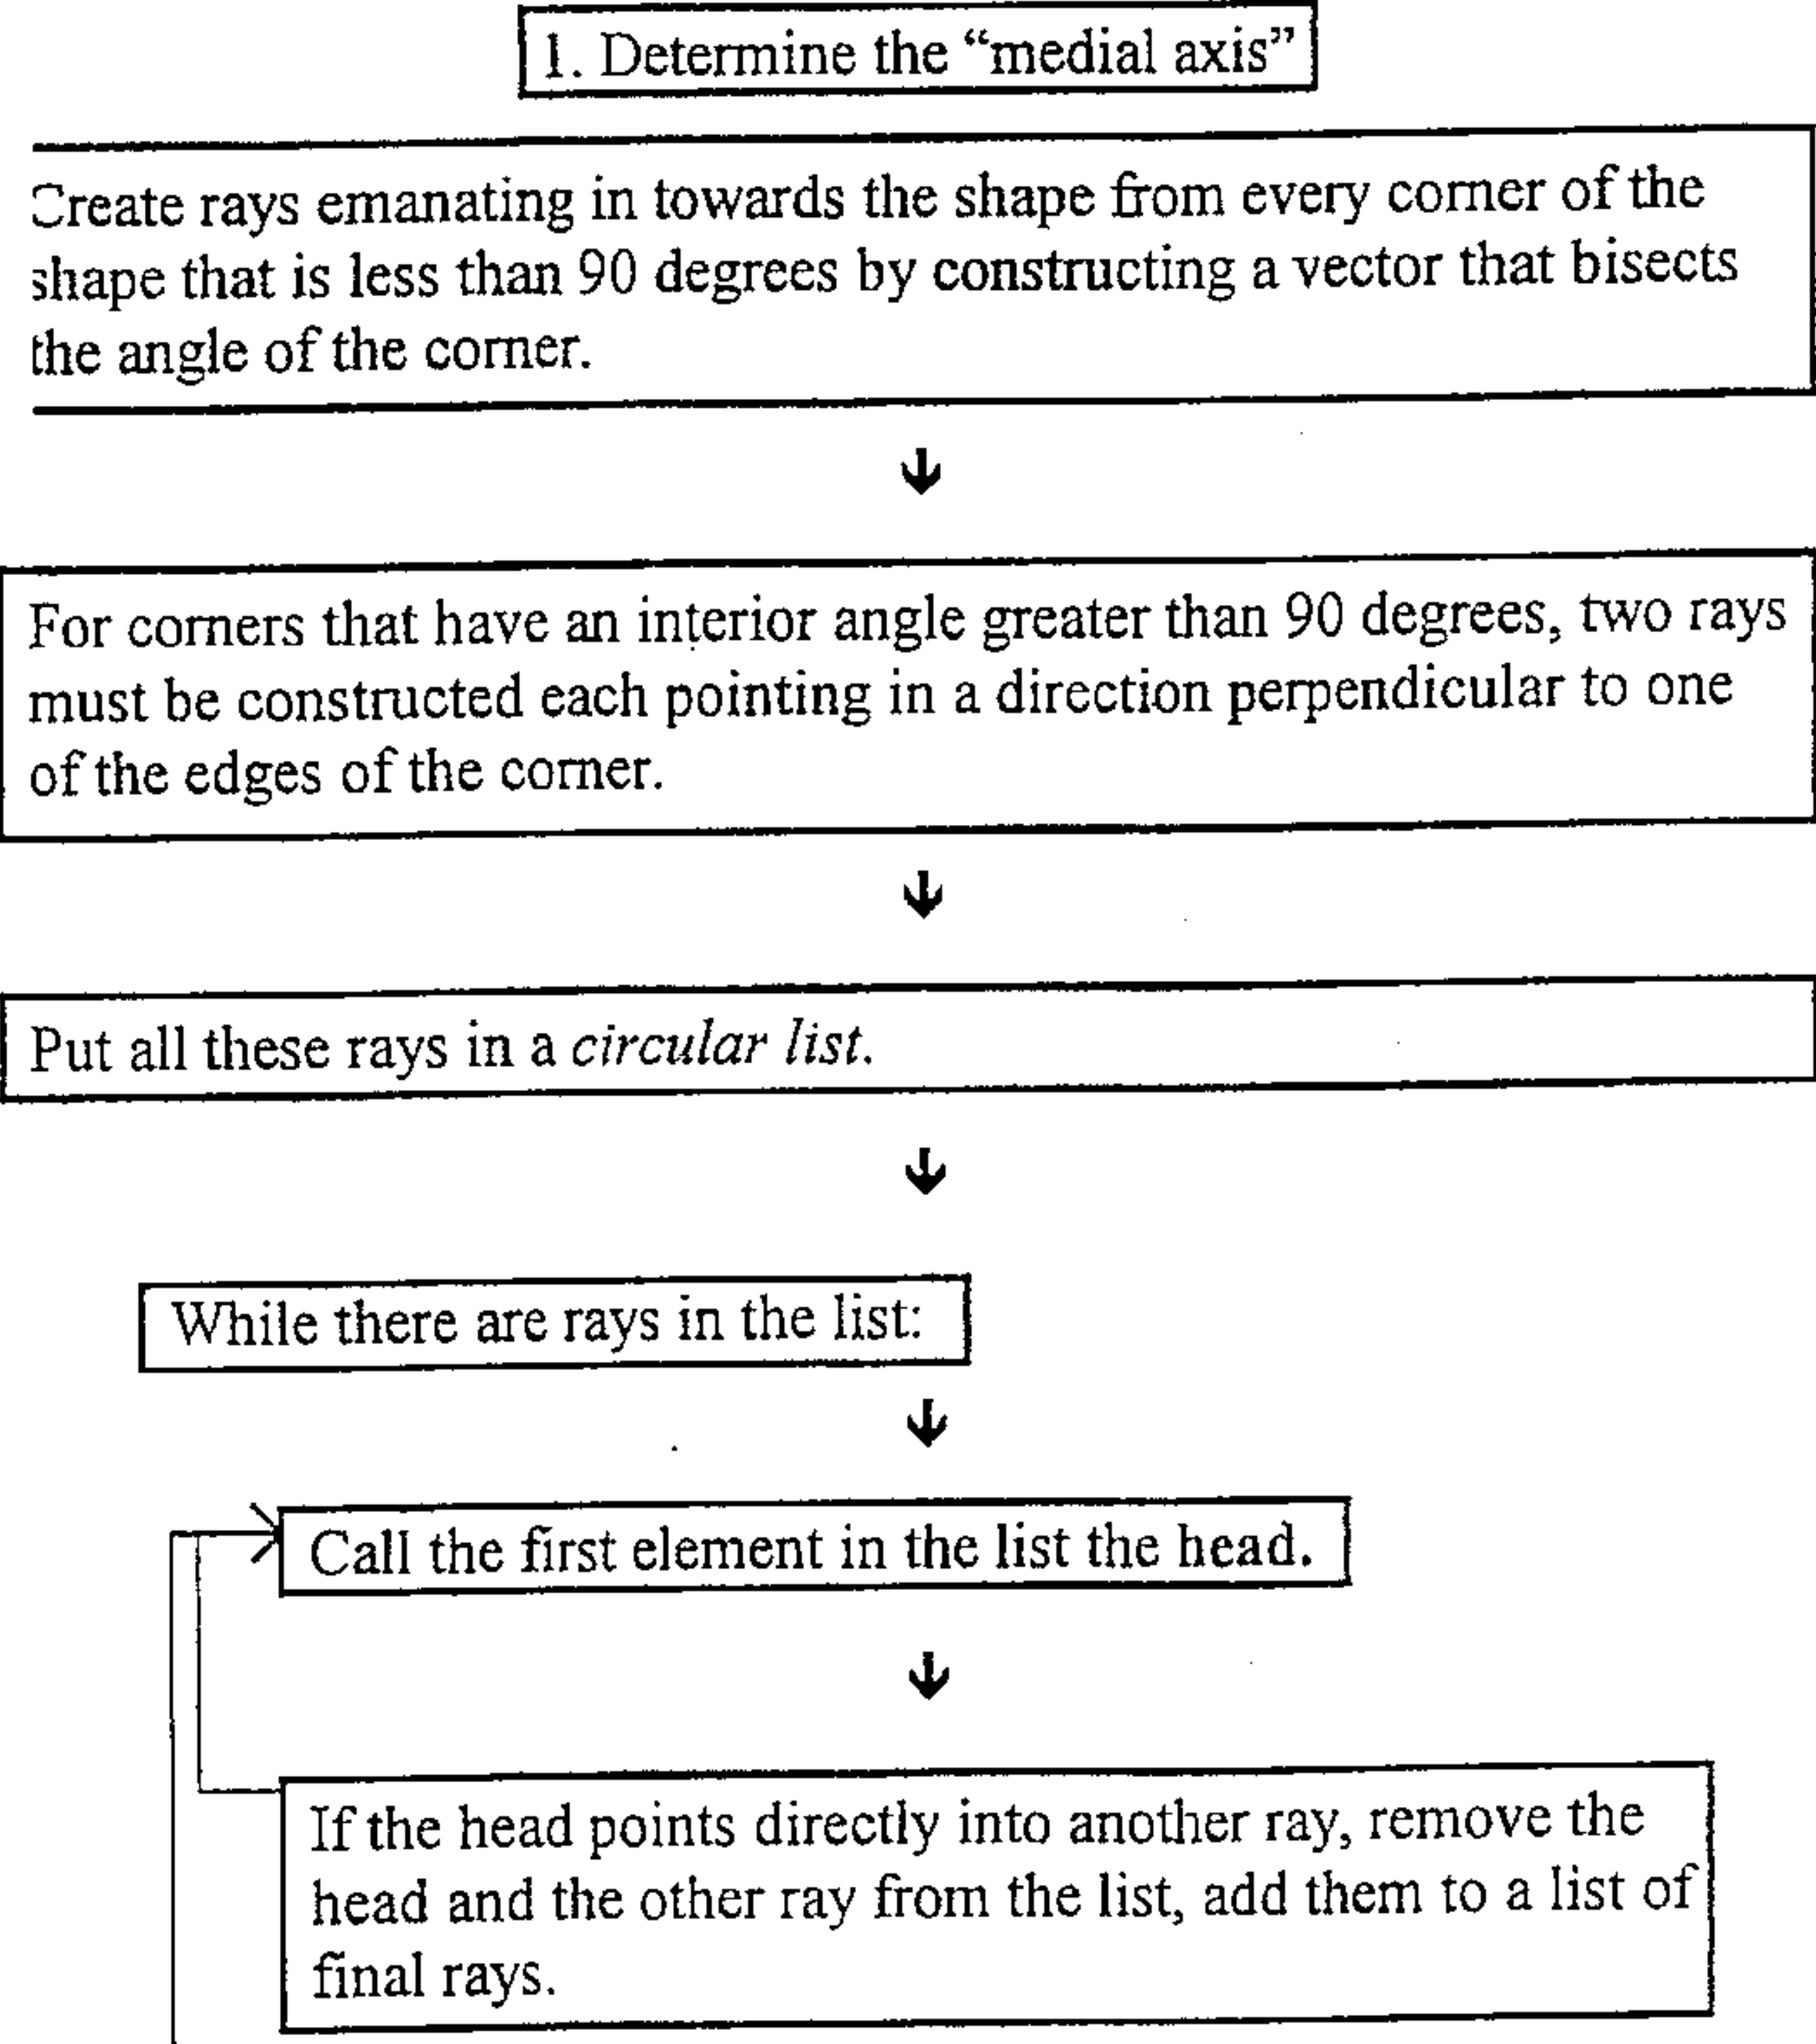 1. Determine the “medial axis”
Create rays emanating in towards the shape from every corner of the
shape that is less than 90 degrees by constructing a vector that bisects
the angle of the corner.
For corners that have an interior angle greater than 90 degrees, two rays
must be constructed each pointing in a direction perpendicular to one
of the edges of the corner.
Put all these rays in a circular list.
While there are rays in the list:
Call the first element in the list the head.
If the head points directly into another ray, remove the
head and the other ray from the list, add them to a list of
final rays.